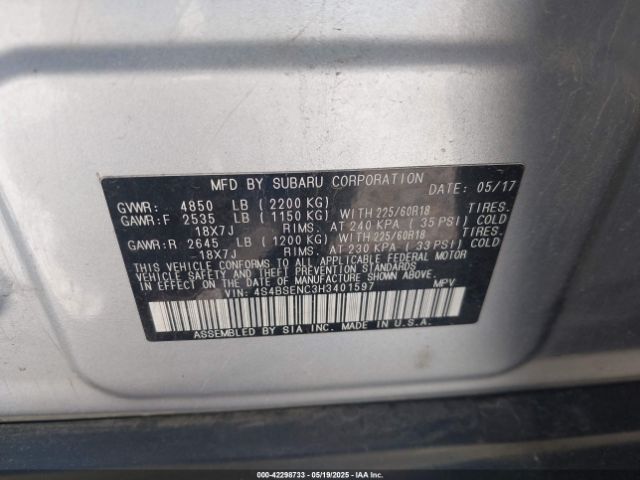 MFD BY SUBARU CORPORATION DATE: 05/17
GVWR: 4850 LB (2200 KG)
GAWR:F 2535 LB (1150 KG) WITH 225/60R18 TIRES.
18X7J RIMS. AT 240 KPA (35 PSI) COLD
GAWR:R 2645 LB (1200 KG) WITH 225/60R18 TIRES.
18X7J RIMS. AT 230 KPA (33 PSI) COLD
THIS VEHICLE CONFORMS TO ALL APPLICABLE FEDERAL MOTOR
VEHICLE SAFETY AND BUMPER STANDARDS
IN EFFECT ON THE DATE OF MANUFACTURE SHOWN ABOVE.
VIN: 4S4BSENC3H3401597 MPV
ASSEMBLED BY SIA INC. MADE IN U.S.A.
000-42298733 - 05/19/2025 - IAAI.COM